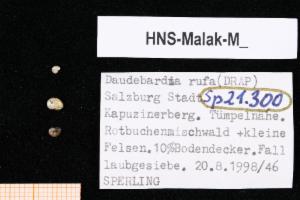 HNS-Malak-M_
Daudebardia rufa(DRAP)
Salzburg Stadt Sp21.300
Kapuzinerberg. Tümpelnähe.
Rotbuchenmischwald +kleine
Felsen.10%Bodendecker.Fall
laubgesiebe. 20.8.1998/46
SPERLING